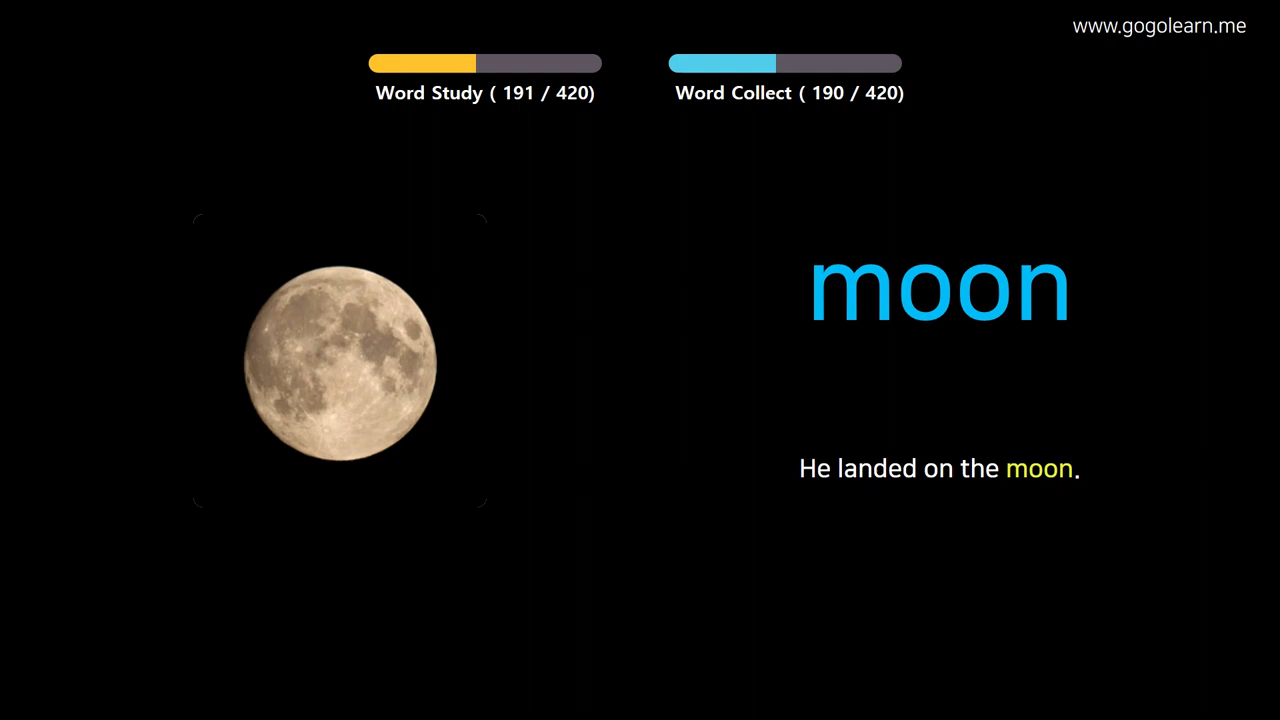 www.gogolearn.me
Word Study ( 191 / 420)
Word Collect ( 190 / 420)
moon
He landed on the moon.